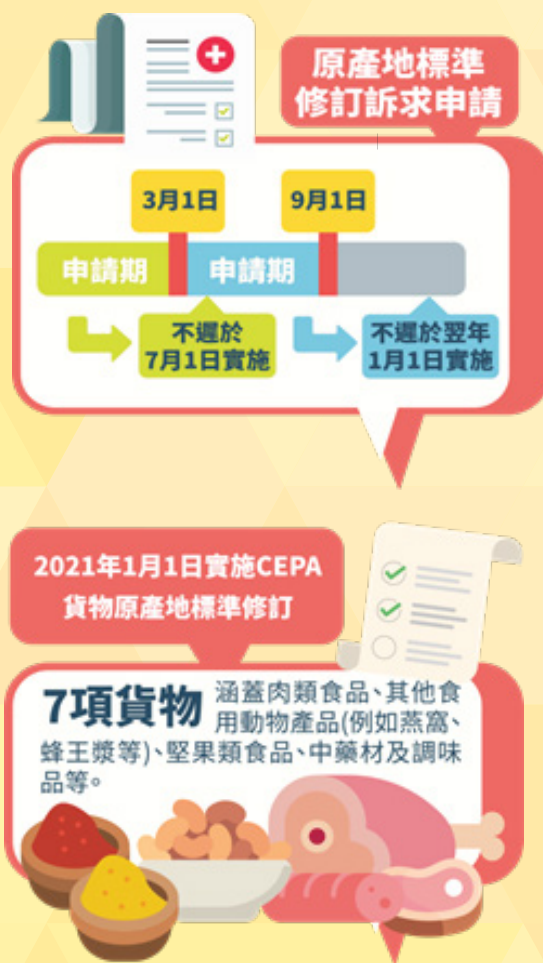 原產地標準
修訂訴求申請
3月1日
9月1日
申請期
申請期
不遲於
7月1日實施
不遲於翌年
1月1日實施
2021年1月1日實施CEPA
貨物原產地標準修訂
7項貨物 涵蓋肉類食品、其他食
用動物產品(例如燕窩、
蜂王漿等)、堅果類食品、中藥材及調味
品等。